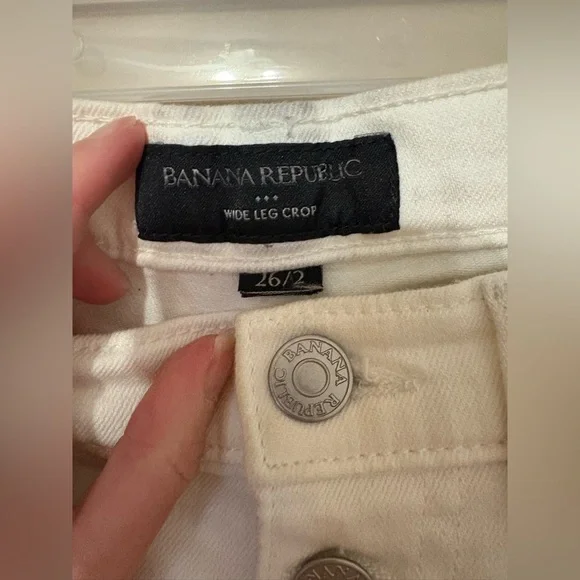 BANANA REPUBLIC
WIDE LEG CROP
26/2
BANANA REPUBLIC